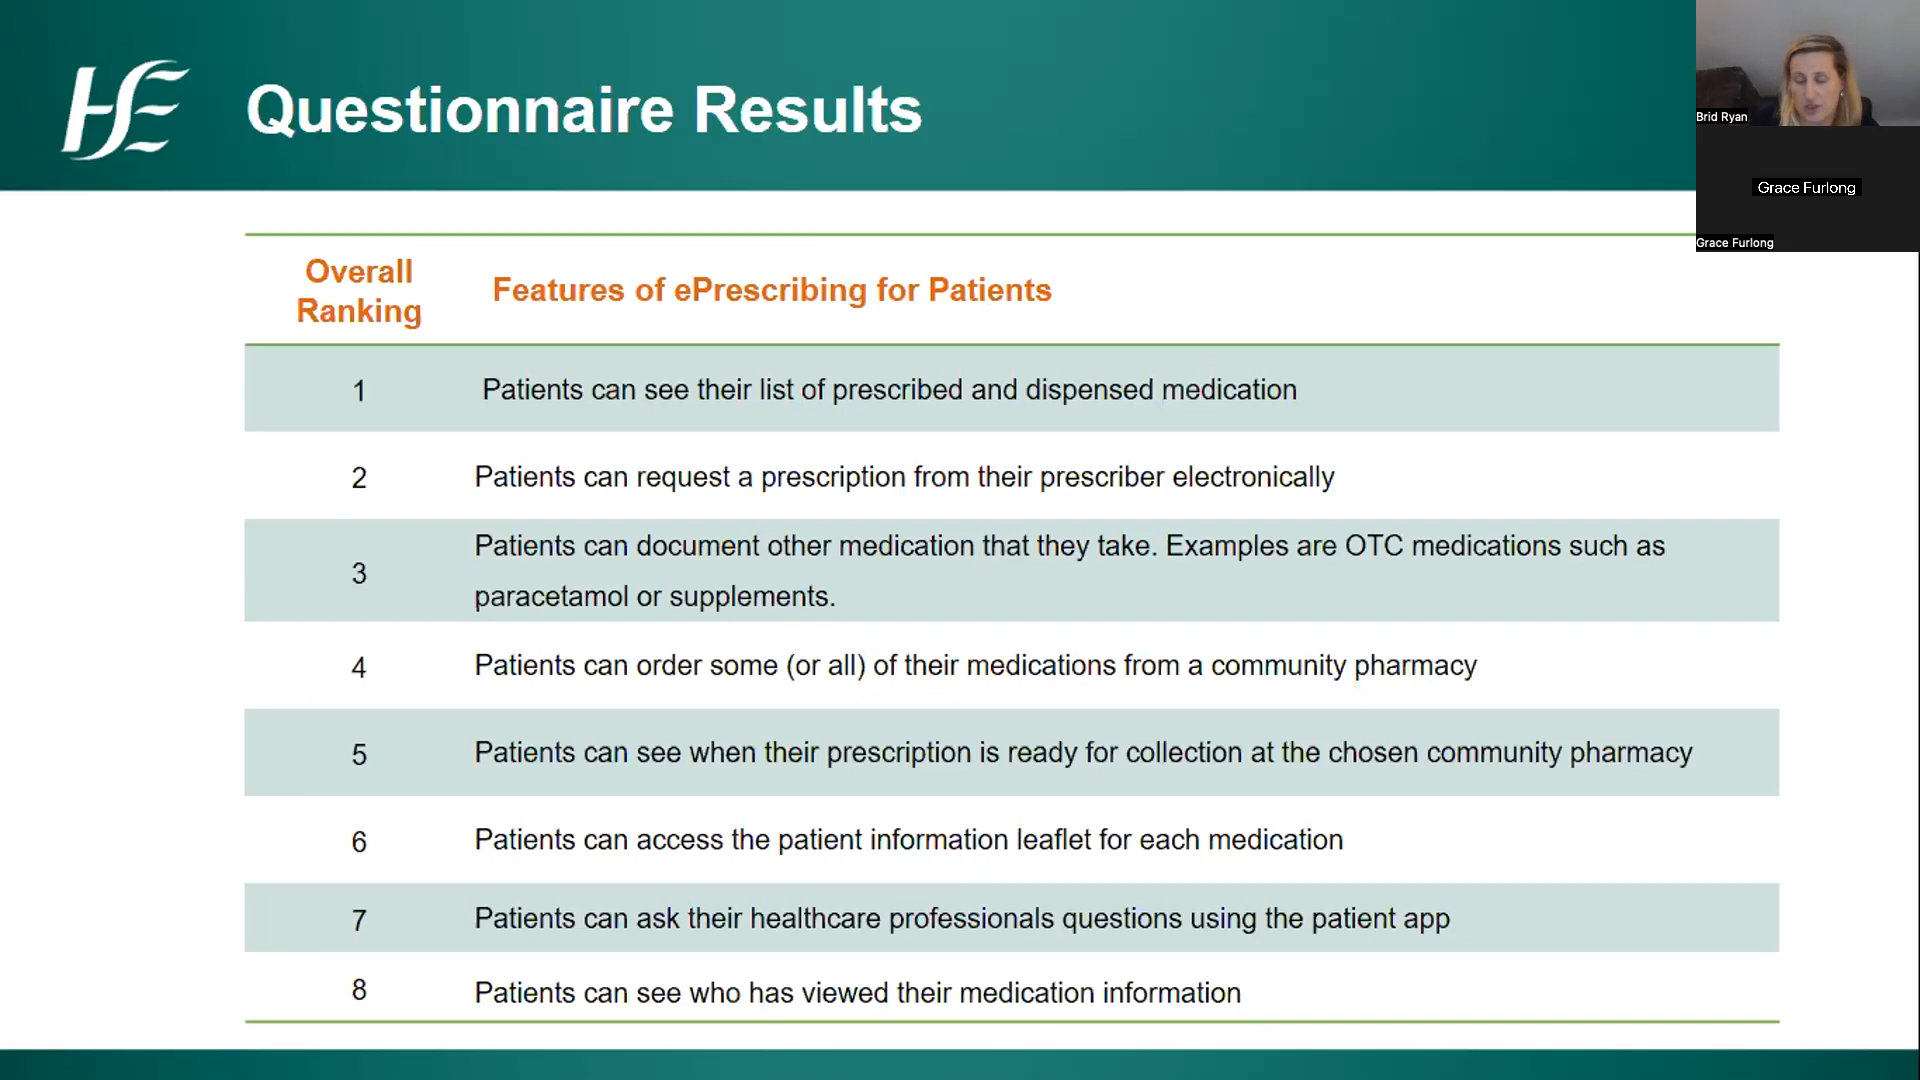 HSE
Questionnaire Results
Brid Ryan
Grace Furlong
Grace Furlong
Overall
Ranking
Features of ePrescribing for Patients
1
Patients can see their list of prescribed and dispensed medication
2
Patients can request a prescription from their prescriber electronically
3
Patients can document other medication that they take. Examples are OTC medications such as
paracetamol or supplements.
4
Patients can order some (or all) of their medications from a community pharmacy
5
Patients can see when their prescription is ready for collection at the chosen community pharmacy
6
Patients can access the patient information leaflet for each medication
7
Patients can ask their healthcare professionals questions using the patient app
8
Patients can see who has viewed their medication information